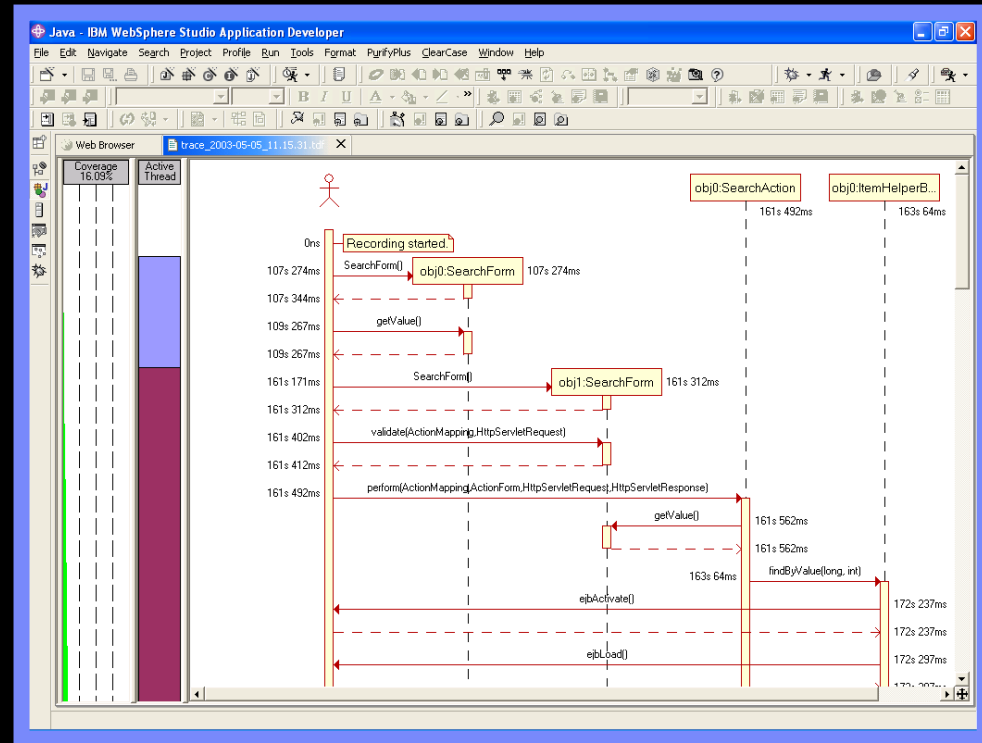 Java - IBM WebSphere Studio Application Developer
File Edit Navigate Search Project Profile Run Tools Format PurifyPlus ClearCase Window Help
B I U A
Web Browser trace_2003-05-05_11.15.31.tdf
Coverage 16.09%
Active Thread
obj0:SearchAction obj0:ItemHelperB...
161s 492ms 163s 64ms
0ns Recording started.
107s 274ms SearchForm() obj0:SearchForm 107s 274ms
107s 344ms
109s 267ms getValue()
109s 267ms
161s 171ms SearchForm() obj1:SearchForm 161s 312ms
161s 312ms
161s 402ms validate(ActionMapping,HttpServletRequest)
161s 412ms
161s 492ms perform(ActionMapping,ActionForm,HttpServletRequest,HttpServletResponse)
getValue() 161s 562ms
161s 562ms
163s 64ms findByValue(long, int)
ejbActivate() 172s 237ms
172s 237ms
ejbLoad() 172s 297ms